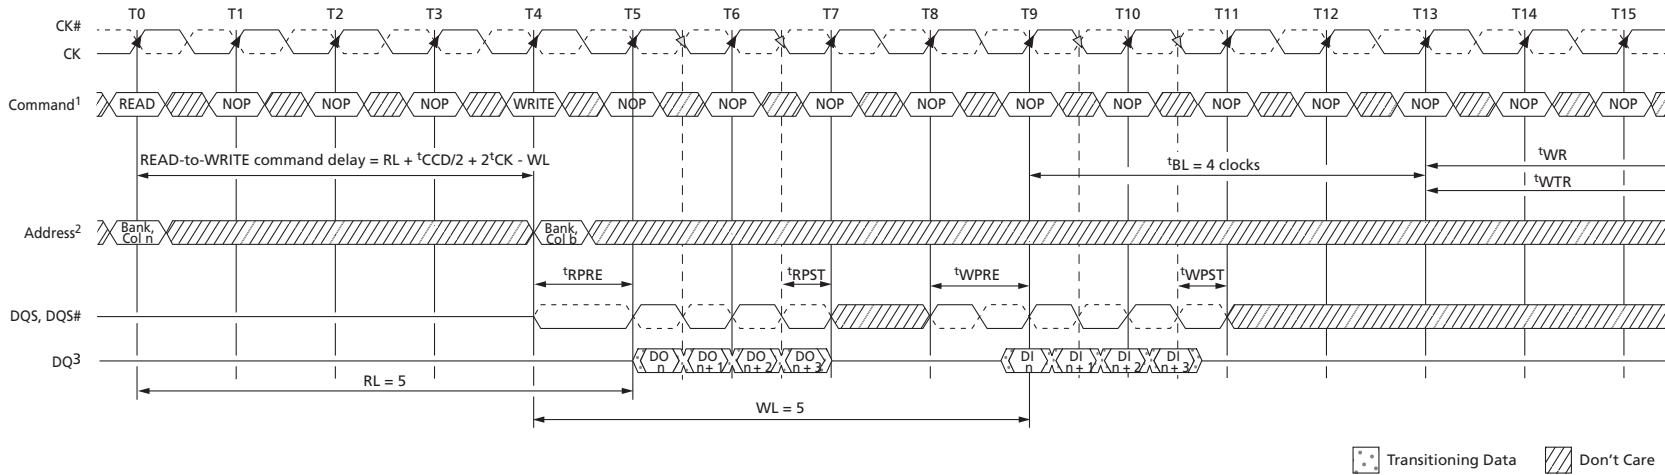 T0 T1 T2 T3 T4 T5 T6 T7 T8 T9 T10 T11 T12 T13 T14 T15
CK#
CK
Command1 READ NOP NOP NOP WRITE NOP NOP NOP NOP NOP NOP NOP NOP NOP NOP NOP
READ-to-WRITE command delay = RL + tCCD/2 + 2tCK - WL
tBL = 4 clocks
tWR
tWTR
Address2 Bank, Col n Bank, Col b
tRPRE tRPST tWPRE tWPST
DQS, DQS#
DQ3 DO n DO n + 1 DO n + 2 DO n + 3 DI n DI n + 1 DI n + 2 DI n + 3
RL = 5
WL = 5
Transitioning Data Don't Care